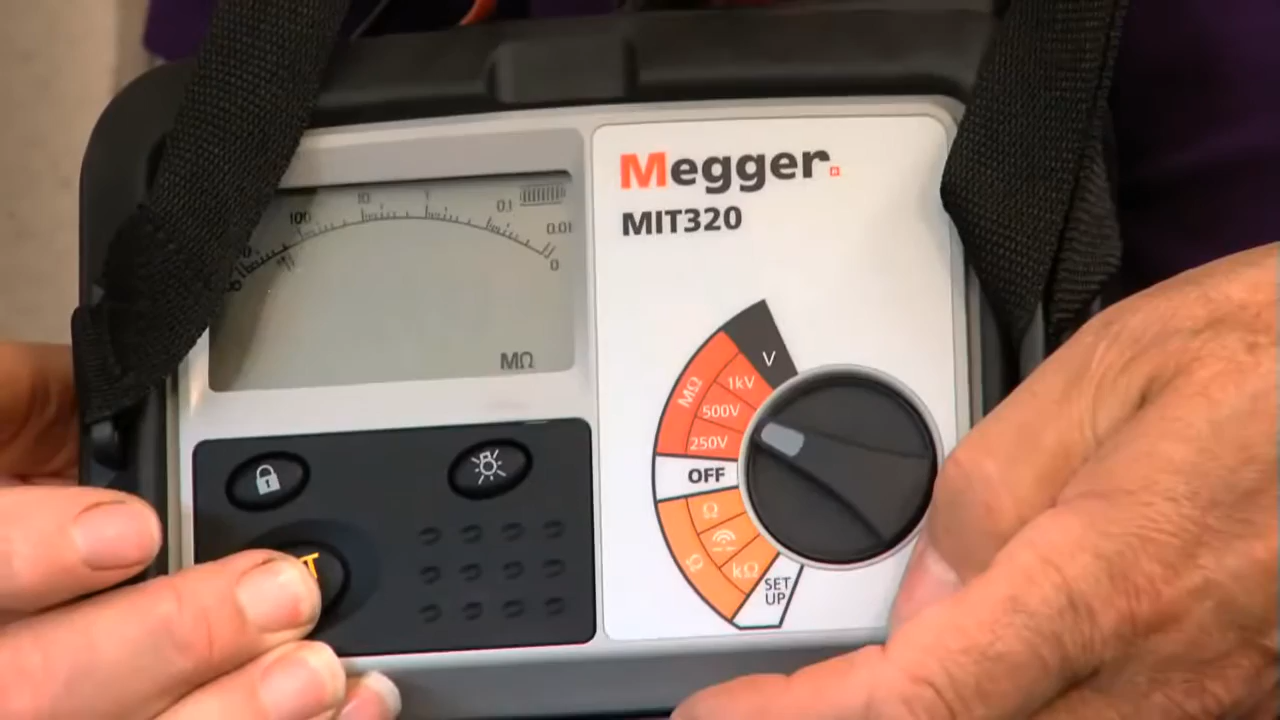 Megger.
MIT320
100 10 1 0.1
0.01
0
MΩ
V
MΩ
1kV
500V
250V
OFF
Ω
kΩ
Ω
SET
UP